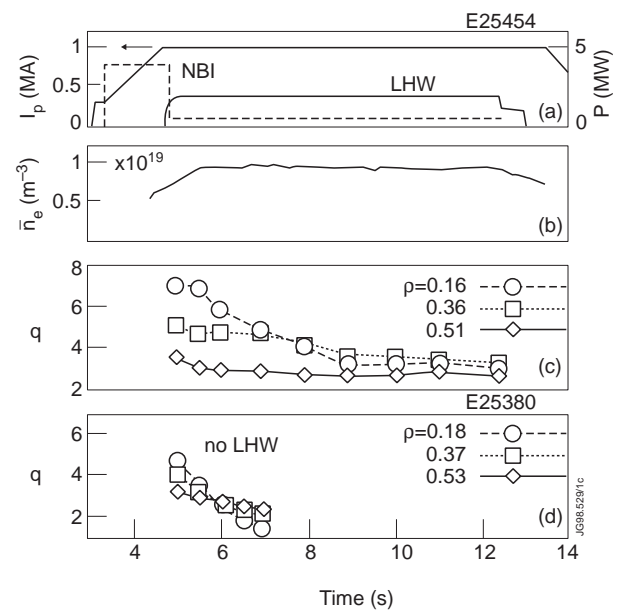 E25454
1
0.5
0
I_p (MA)
NBI
LHW
5
0
P (MW)
(a)
x10^19
1
0.5
n̄_e (m^–3)
(b)
8
6
4
2
q
ρ=0.16
0.36
0.51
(c)
E25380
6
4
2
q
no LHW
ρ=0.18
0.37
0.53
(d)
JG98.529/1c
4 6 8 10 12 14
Time (s)